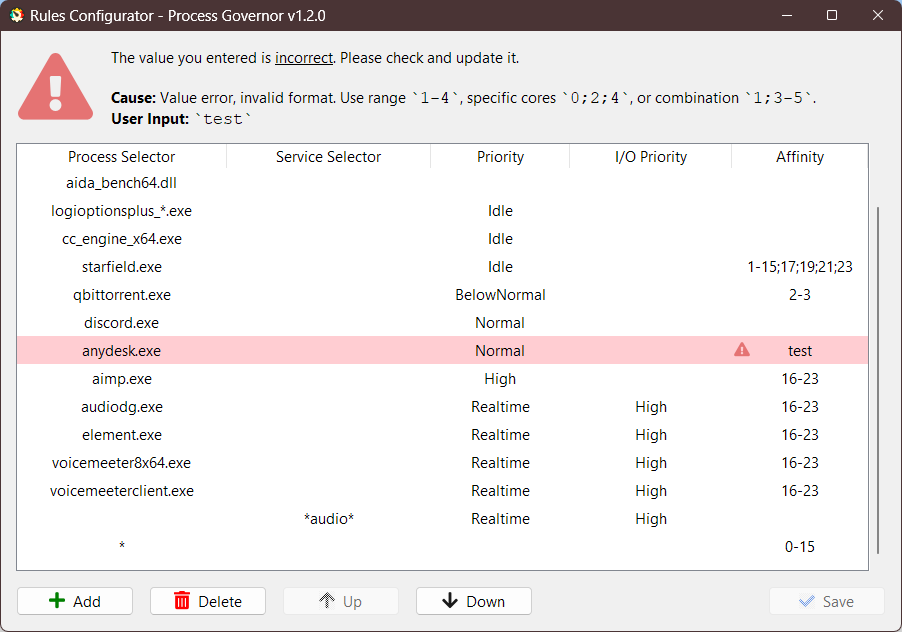 Rules Configurator - Process Governor v1.2.0
The value you entered is incorrect. Please check and update it.
Cause: Value error, invalid format. Use range `1-4`, specific cores `0;2;4`, or combination `1;3-5`.
User Input: `test`
Process Selector Service Selector Priority I/O Priority Affinity
aida_bench64.dll
logioptionsplus_*.exe Idle
cc_engine_x64.exe Idle
starfield.exe Idle 1-15;17;19;21;23
qbittorrent.exe BelowNormal 2-3
discord.exe Normal
anydesk.exe Normal test
aimp.exe High 16-23
audiodg.exe Realtime High 16-23
element.exe Realtime High 16-23
voicemeeter8x64.exe Realtime High 16-23
voicemeeterclient.exe Realtime High 16-23
*audio* Realtime High
* 0-15
Add Delete Up Down Save